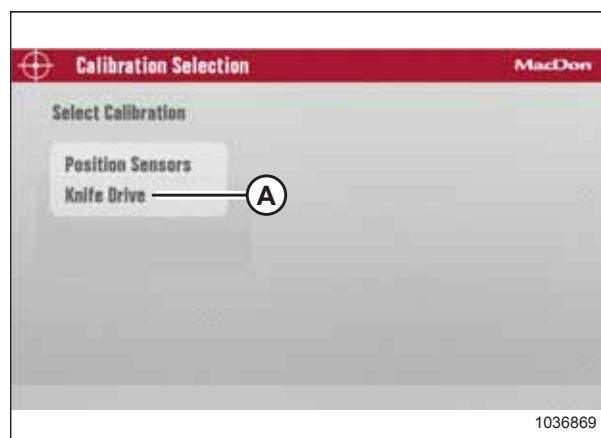 Calibration Selection MacDon
Select Calibration
Position Sensors
Knife Drive A
1036869